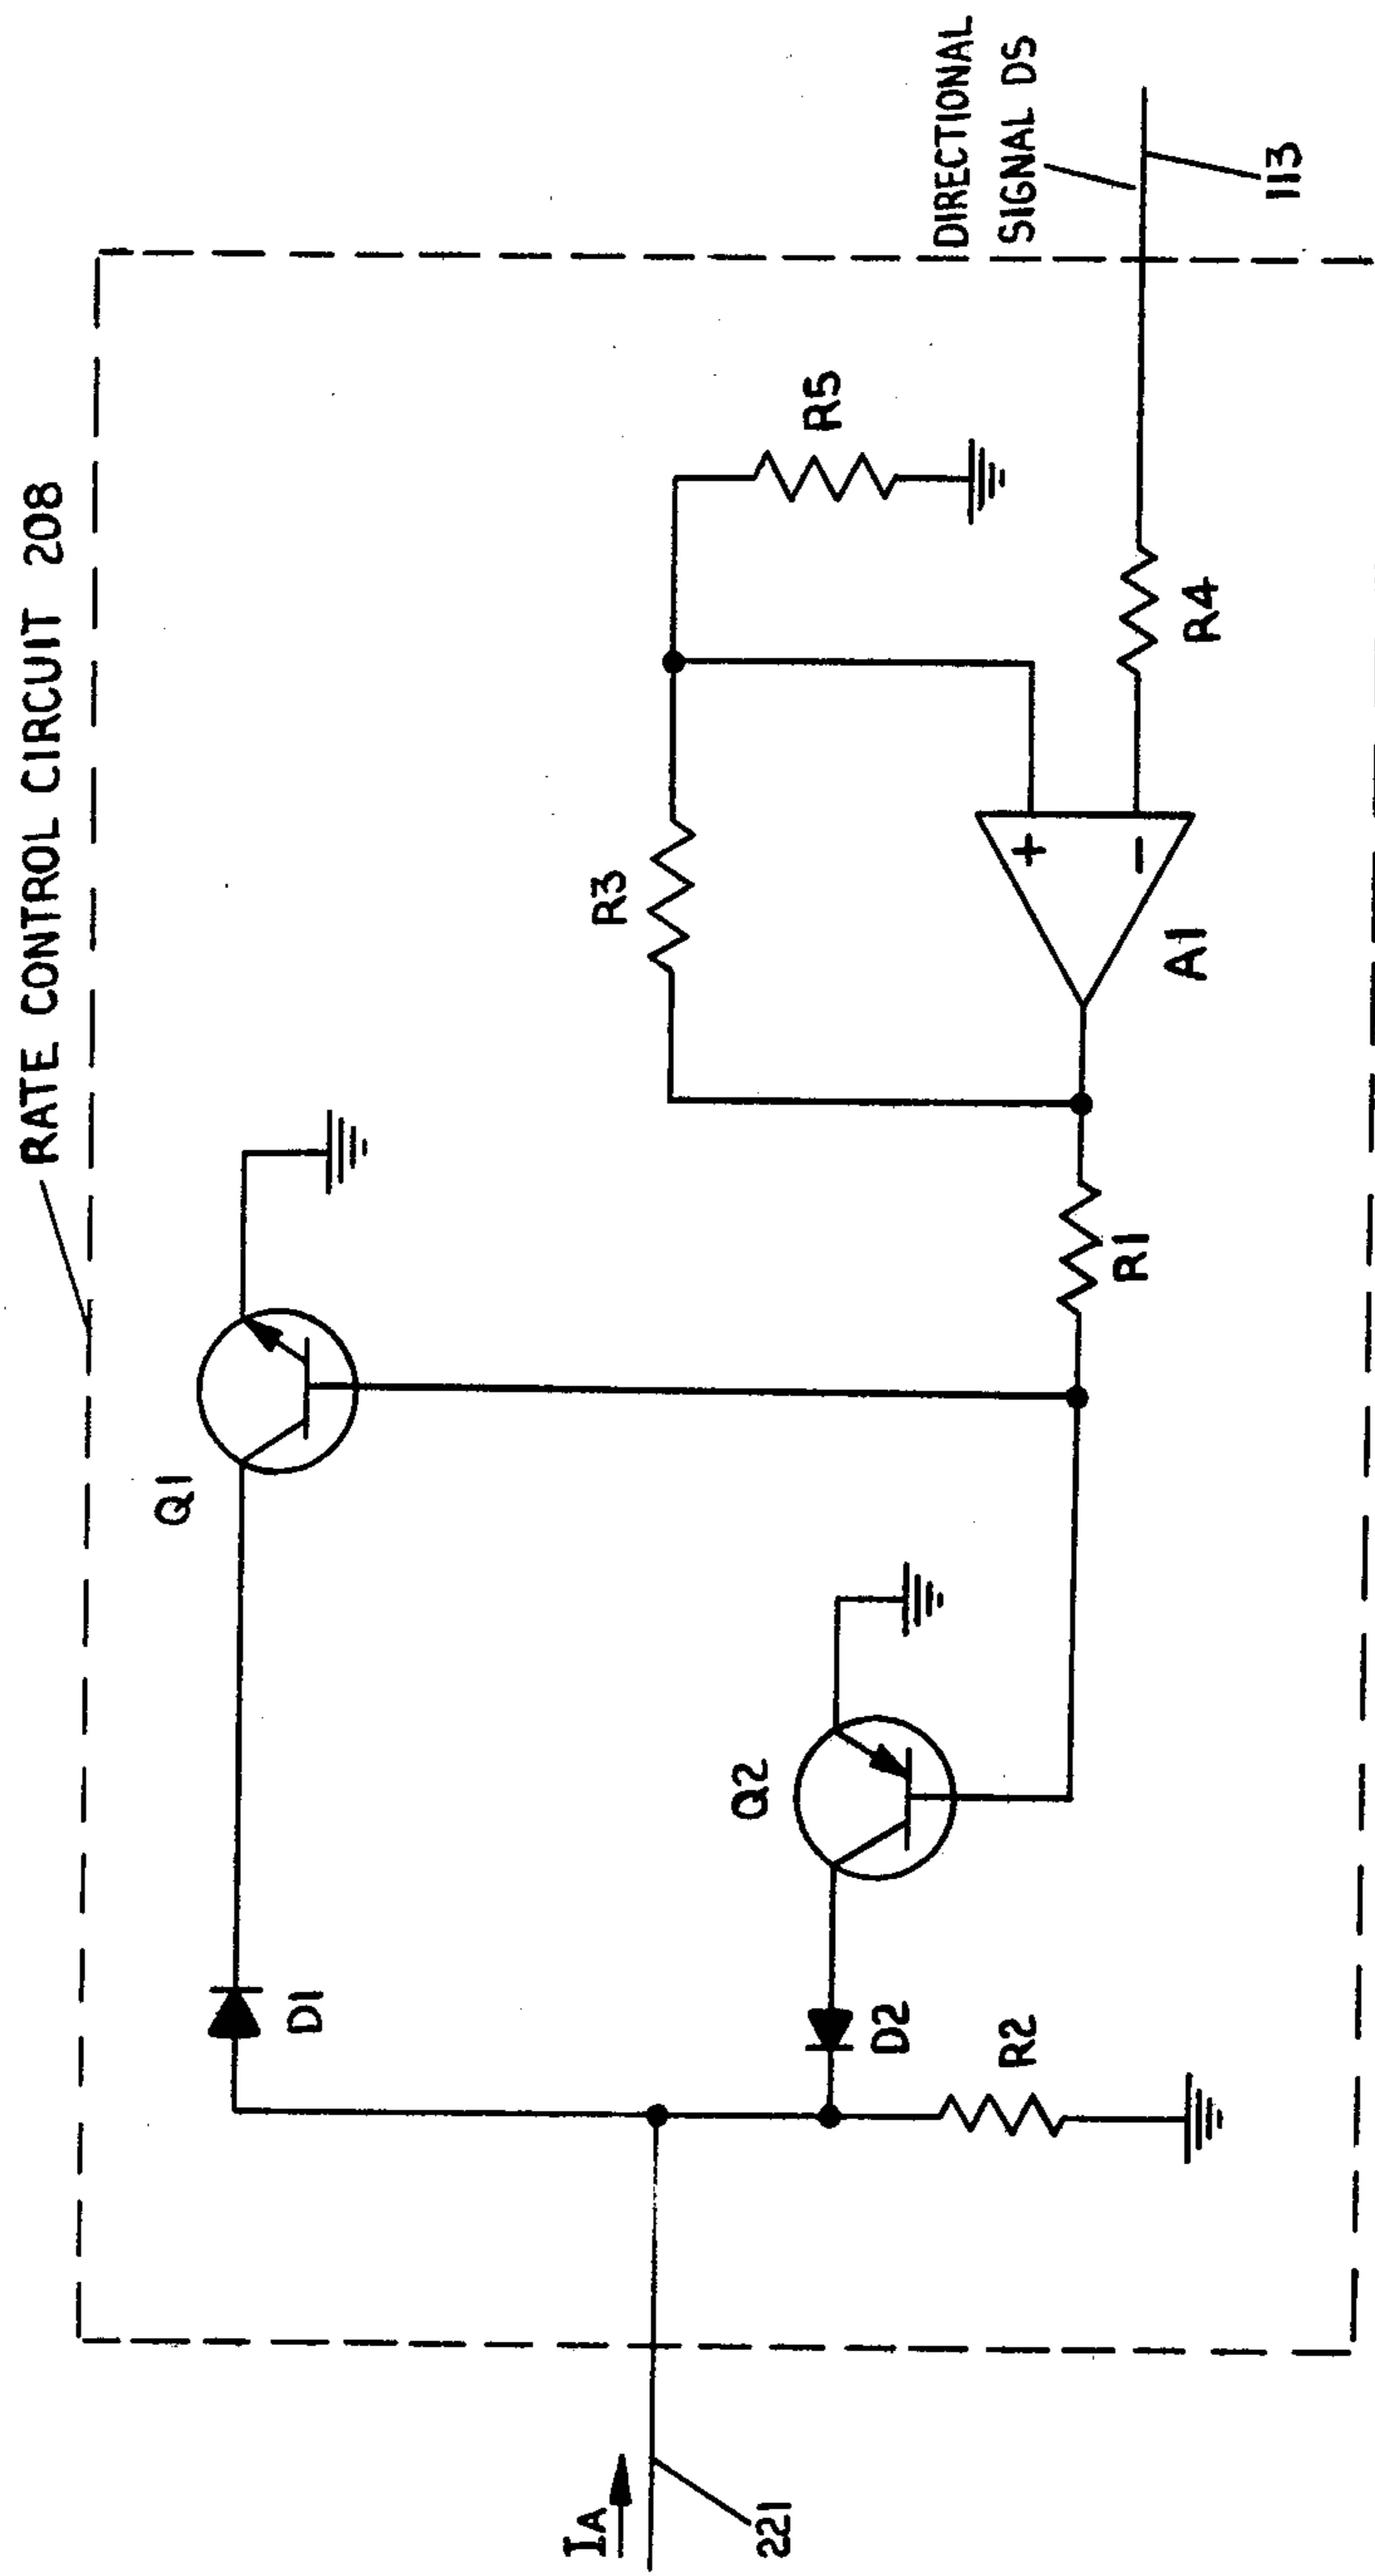 RATE CONTROL CIRCUIT 208
Q1
D1
R3
R5
DIRECTIONAL
SIGNAL DS
113
IA
221
Q2
D2
R2
R1
+
−
A1
R4